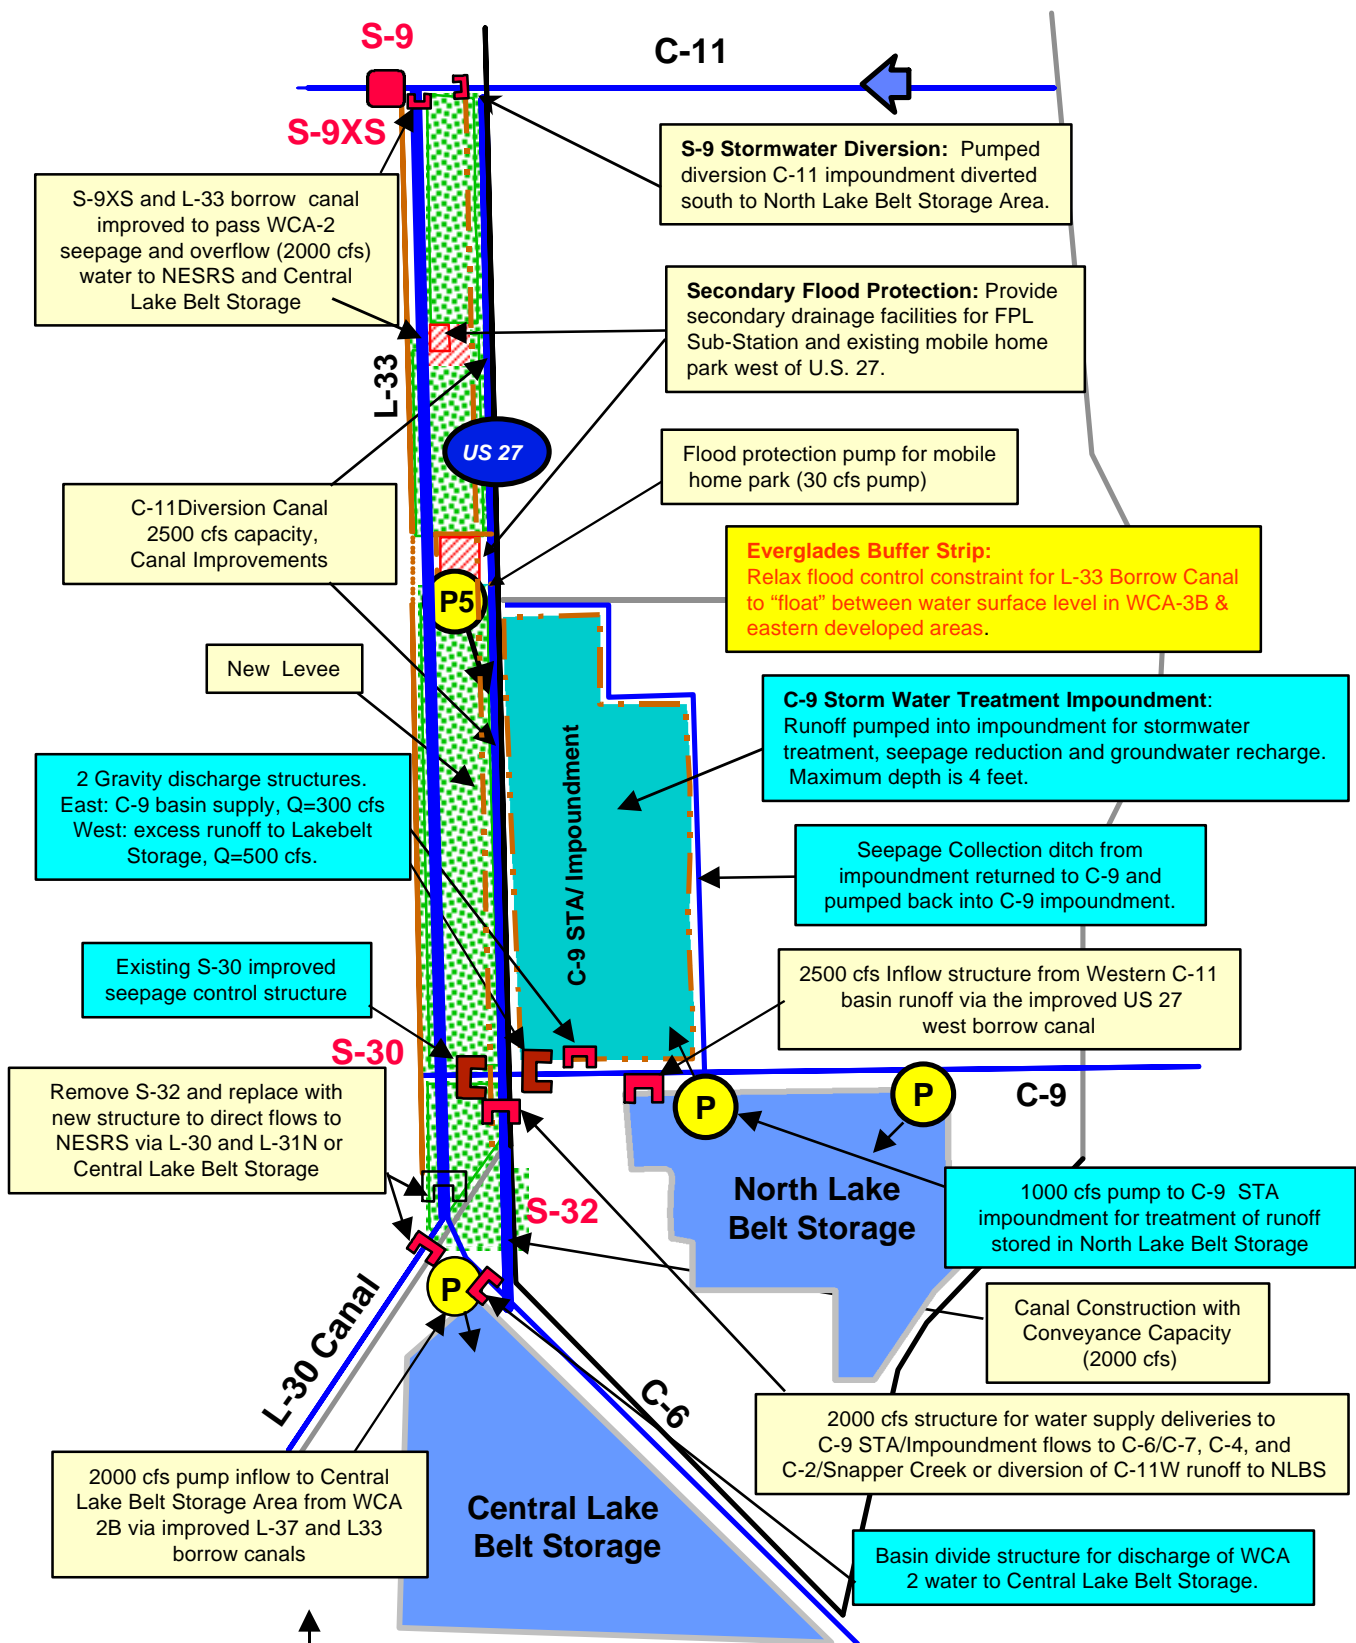 S-9
C-11
S-9XS
S-9 Stormwater Diversion: Pumped
diversion C-11 impoundment diverted
south to North Lake Belt Storage Area.
S-9XS and L-33 borrow canal
improved to pass WCA-2
seepage and overflow (2000 cfs)
water to NESRS and Central
Lake Belt Storage
Secondary Flood Protection: Provide
secondary drainage facilities for FPL
Sub-Station and existing mobile home
park west of U.S. 27.
L-33
US 27
Flood protection pump for mobile
home park (30 cfs pump)
C-11Diversion Canal
2500 cfs capacity,
Canal Improvements
Everglades Buffer Strip:
Relax flood control constraint for L-33 Borrow Canal
to “float” between water surface level in WCA-3B &
eastern developed areas.
P5
New Levee
C-9 Storm Water Treatment Impoundment:
Runoff pumped into impoundment for stormwater
treatment, seepage reduction and groundwater recharge.
Maximum depth is 4 feet.
2 Gravity discharge structures.
East: C-9 basin supply, Q=300 cfs
West: excess runoff to Lakebelt
Storage, Q=500 cfs.
C-9 STA/ Impoundment
Seepage Collection ditch from
impoundment returned to C-9 and
pumped back into C-9 impoundment.
Existing S-30 improved
seepage control structure
2500 cfs Inflow structure from Western C-11
basin runoff via the improved US 27
west borrow canal
S-30
Remove S-32 and replace with
new structure to direct flows to
NESRS via L-30 and L-31N or
Central Lake Belt Storage
P
P
C-9
North Lake
Belt Storage
S-32
1000 cfs pump to C-9 STA
impoundment for treatment of runoff
stored in North Lake Belt Storage
P
Canal Construction with
Conveyance Capacity
(2000 cfs)
L-30 Canal
C-6
2000 cfs structure for water supply deliveries to
C-9 STA/Impoundment flows to C-6/C-7, C-4, and
C-2/Snapper Creek or diversion of C-11W runoff to NLBS
2000 cfs pump inflow to Central
Lake Belt Storage Area from WCA
2B via improved L-37 and L33
borrow canals
Central Lake
Belt Storage
Basin divide structure for discharge of WCA
2 water to Central Lake Belt Storage.